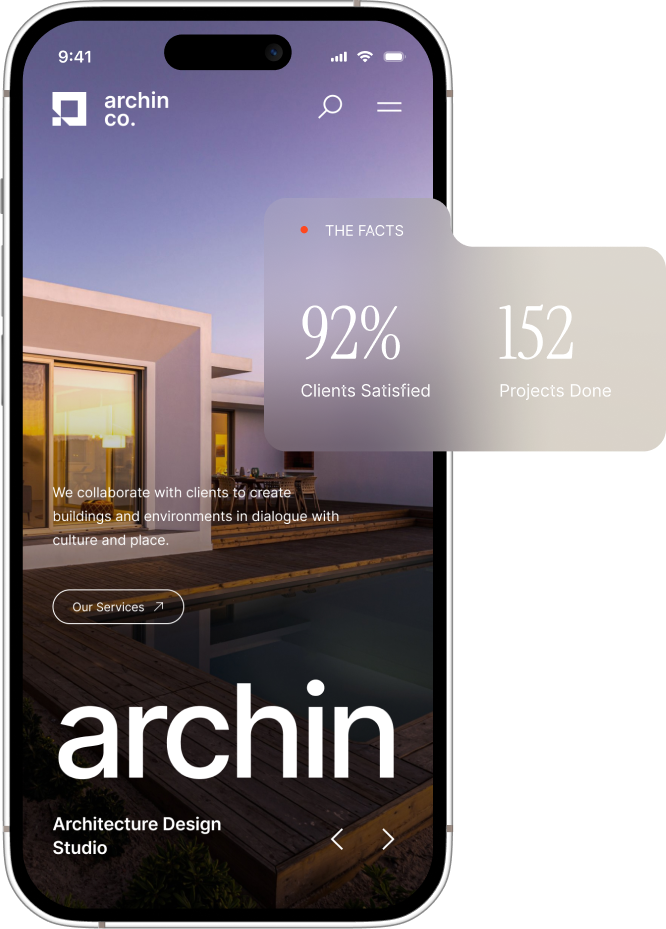 9:41
archin
co.
THE FACTS
92%
152
Clients Satisfied
Projects Done
We collaborate with clients to create
buildings and environments in dialogue with
culture and place.
Our Services
archin
Architecture Design
Studio